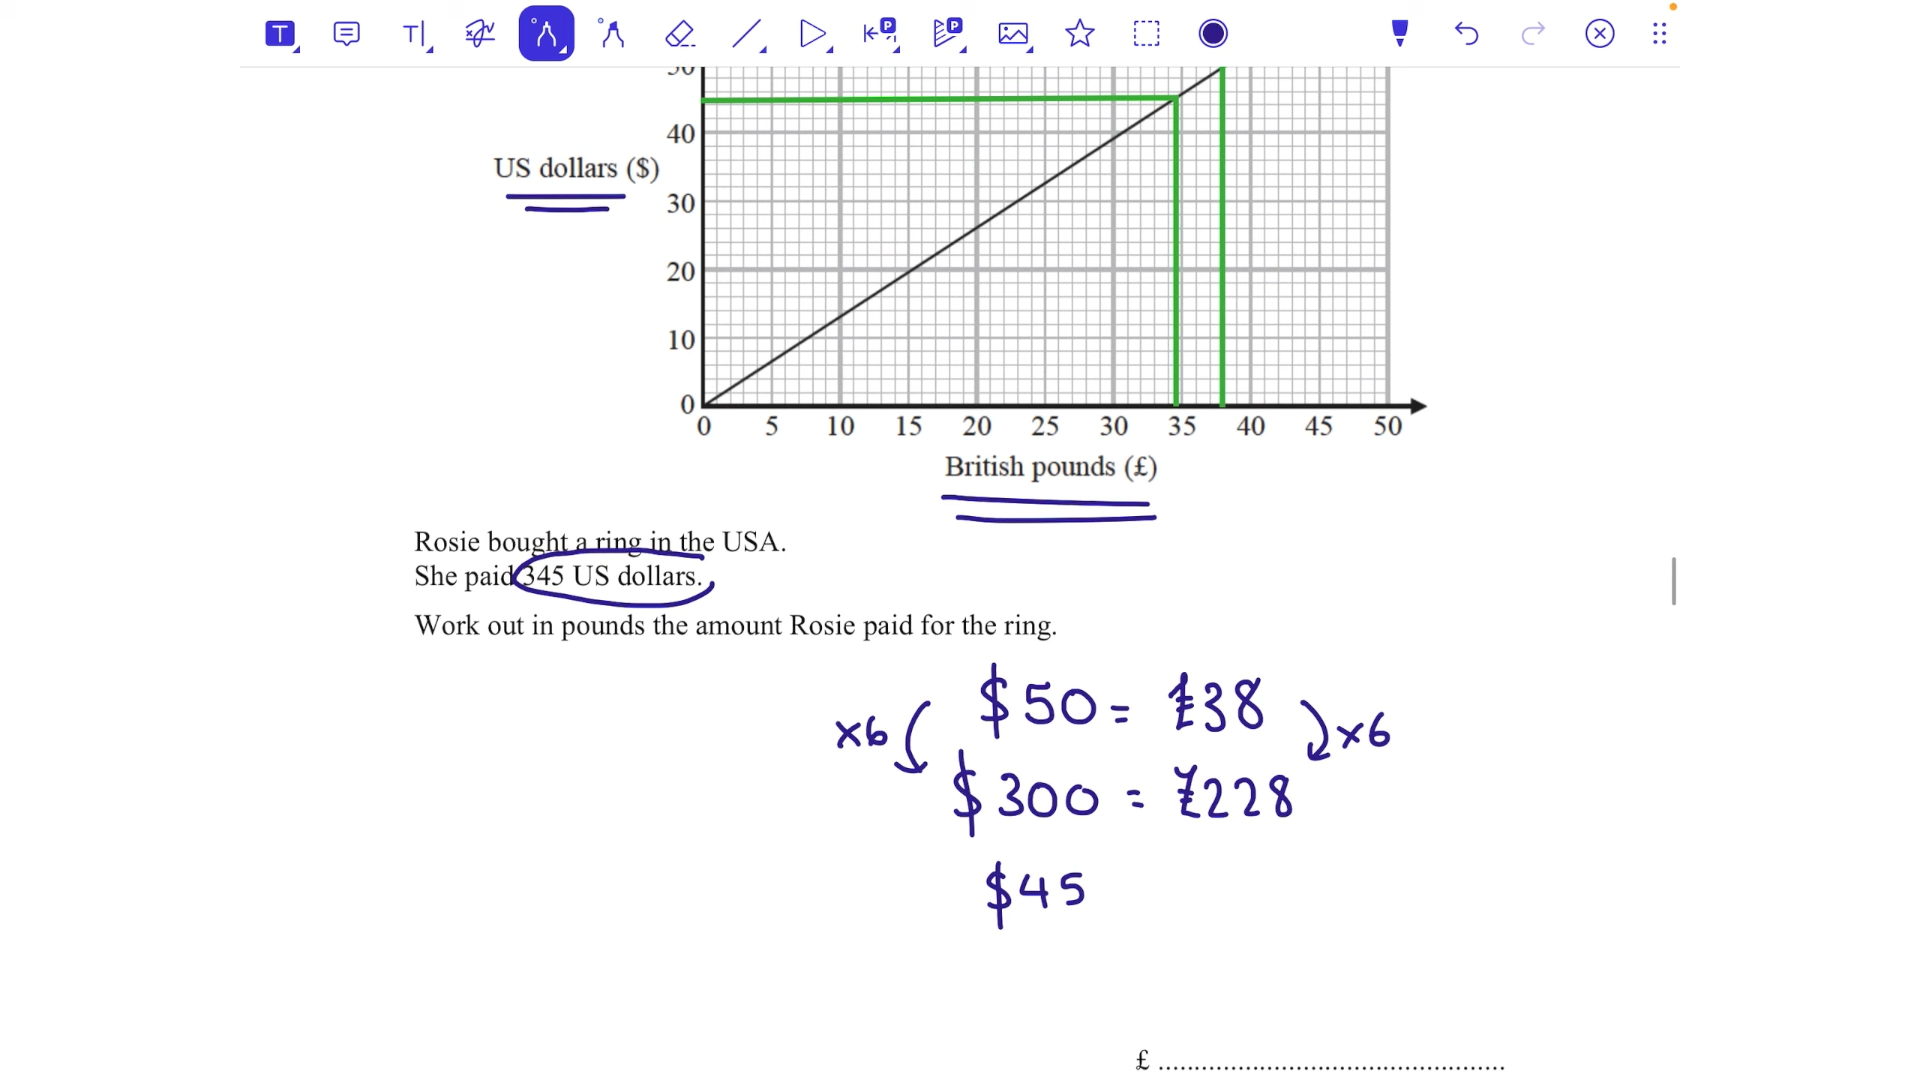 T T P P
50
40
US dollars ($)
30
20
10
0
0 5 10 15 20 25 30 35 40 45 50
British pounds (£)
Rosie bought a ring in the USA.
She paid 345 US dollars.
Work out in pounds the amount Rosie paid for the ring.
$50 = £38
×6 ×6
$300 = £228
$45
£ ................................................